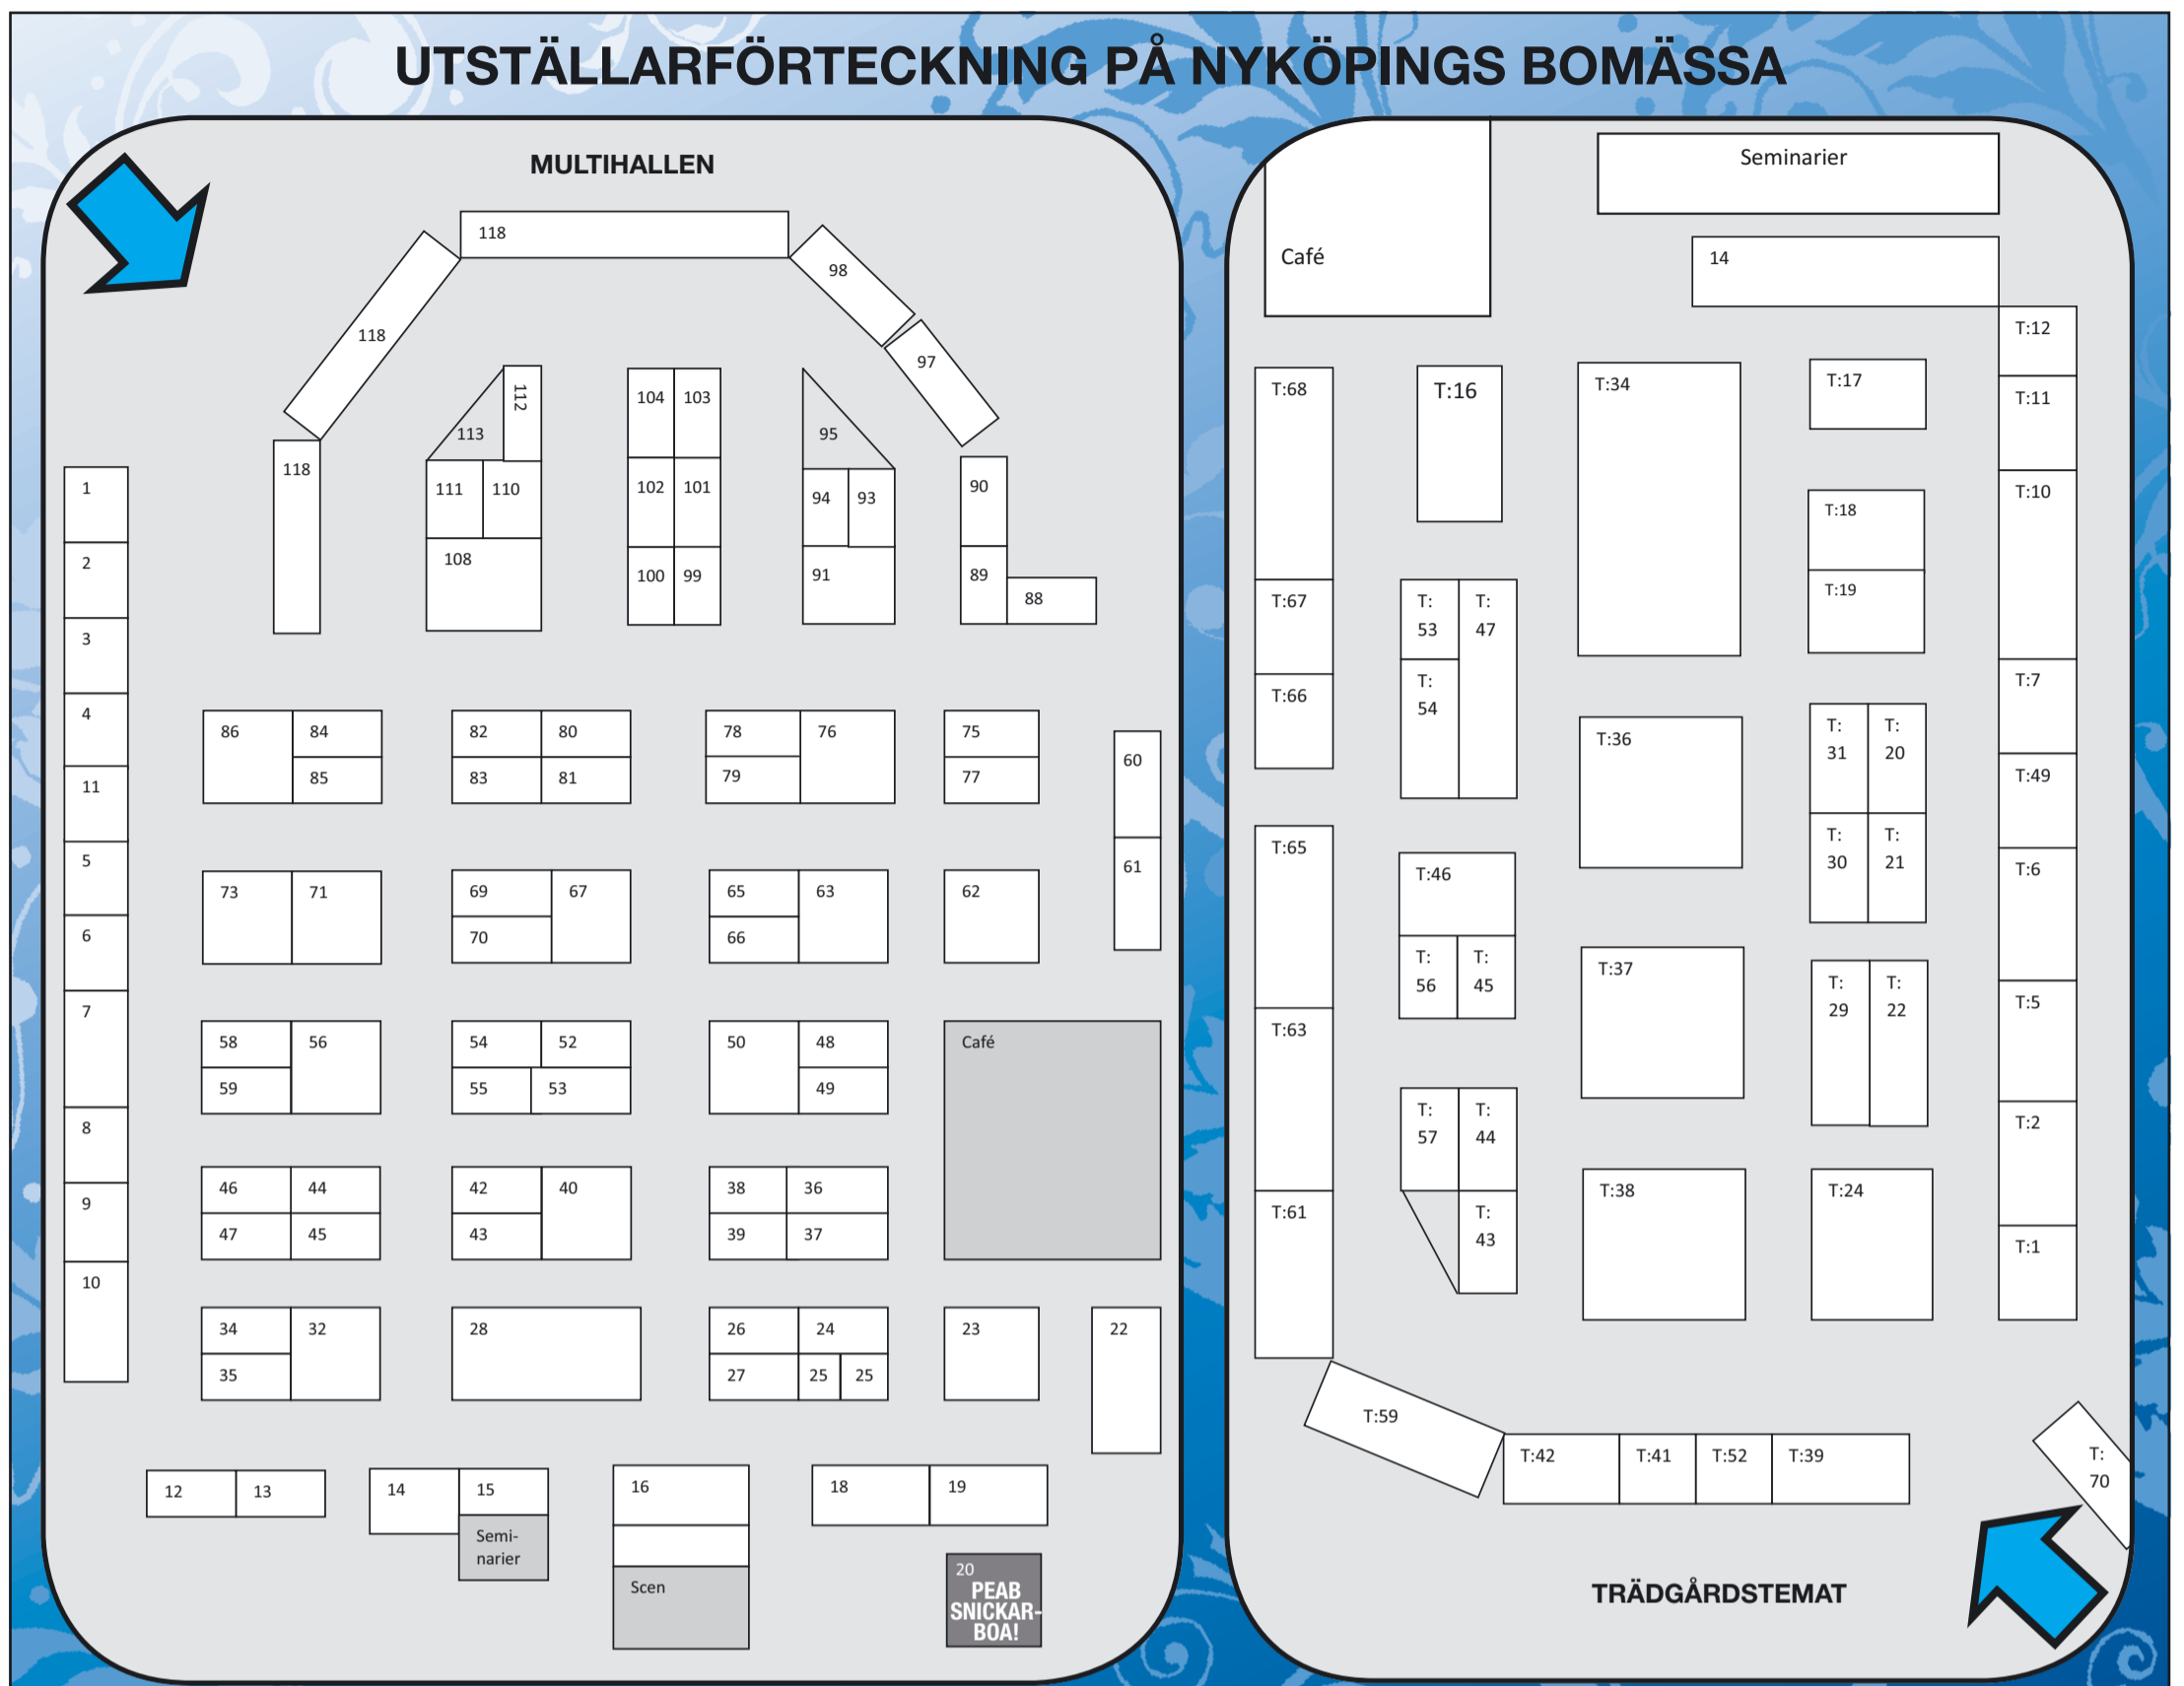 UTSTÄLLARFÖRTECKNING PÅ NYKÖPINGS BOMÄSSA
MULTIHALLEN
118
98
118
97
112
104 103
113
95
118
111 110
102 101
94 93
90
108
100 99
91
89
88
1
2
3
4
11
5
6
7
8
9
10
86 84
85
82 80
83 81
78 76
79
75
77
60
61
73 71
69 67
70
65 63
66
62
58 56
59
54 52
55 53
50 48
49
Café
46 44
47 45
42 40
43
38 36
39 37
34 32
35
28
26 24
27 25 25
23
22
12 13
14 15
Semi-
narier
16
Scen
18 19
20
PEAB
SNICKAR-
BOA!
Café
Seminarier
14
T:12
T:11
T:10
T:7
T:49
T:6
T:5
T:2
T:1
T:68
T:67
T:66
T:65
T:63
T:61
T:16
T:
53
T:
47
T:
54
T:46
T:
56
T:
45
T:
57
T:
44
T:
43
T:34
T:36
T:37
T:38
T:17
T:18
T:19
T:
31
T:
20
T:
30
T:
21
T:
29
T:
22
T:24
T:59
T:42 T:41 T:52 T:39
T:
70
TRÄDGÅRDSTEMAT